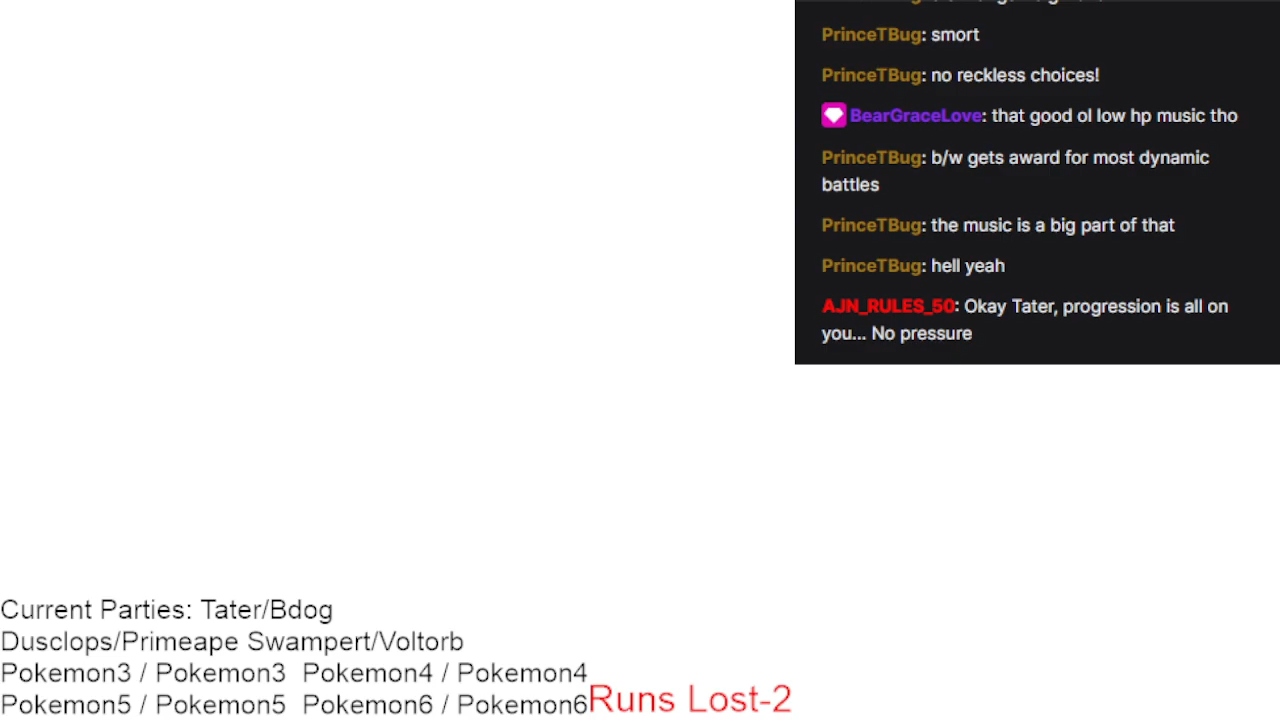 PrinceTBug: smort
PrinceTBug: no reckless choices!
BearGraceLove: that good ol low hp music tho
PrinceTBug: b/w gets award for most dynamic
battles
PrinceTBug: the music is a big part of that
PrinceTBug: hell yeah
AJN_RULES_50: Okay Tater, progression is all on
you... No pressure
Current Parties: Tater/Bdog
Dusclops/Primeape Swampert/Voltorb
Pokemon3 / Pokemon3  Pokemon4 / Pokemon4
Pokemon5 / Pokemon5  Pokemon6 / Pokemon6
Runs Lost-2